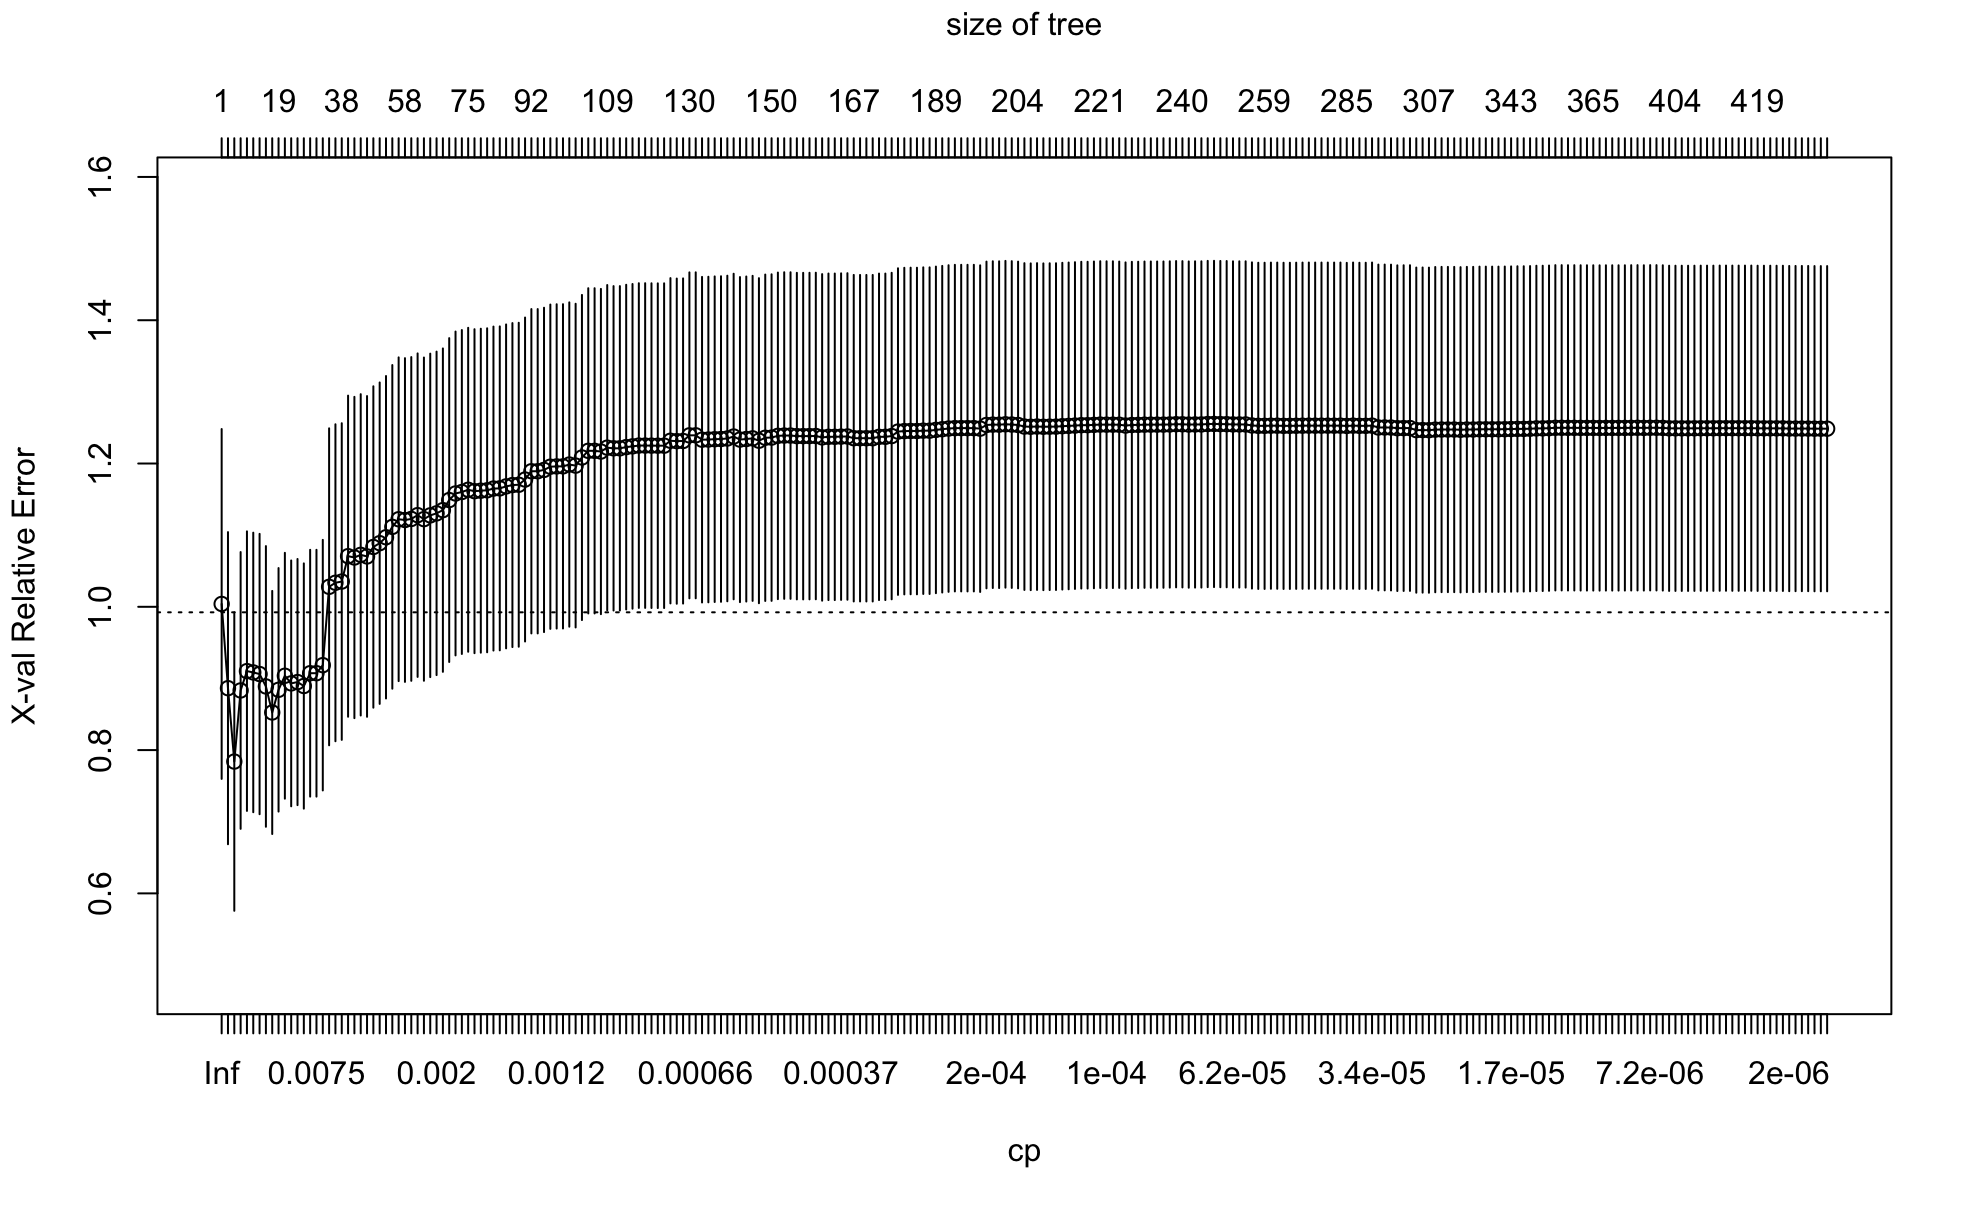 size of tree
1 19 38 58 75 92 109 130 150 167 189 204 221 240 259 285 307 343 365 404 419
1.6
1.4
1.2
1.0
0.8
0.6
X-val Relative Error
Inf 0.0075 0.002 0.0012 0.00066 0.00037 2e-04 1e-04 6.2e-05 3.4e-05 1.7e-05 7.2e-06 2e-06
cp